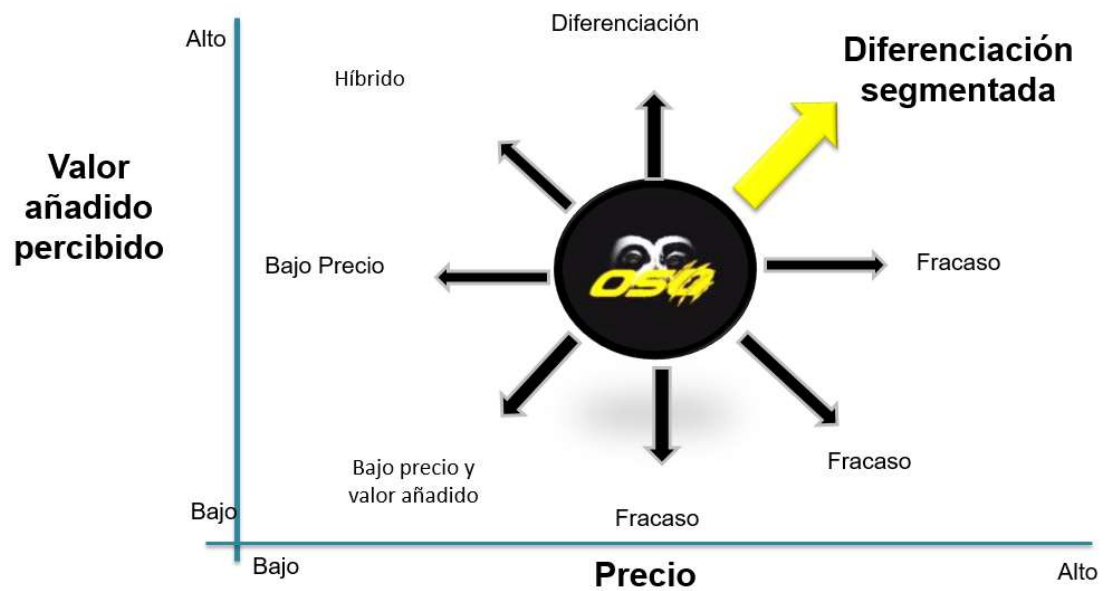 Diferenciación
Alto
Diferenciación
segmentada
Híbrido
Valor
añadido
percibido
Bajo Precio
OSO
Fracaso
Fracaso
Bajo precio y
valor añadido
Bajo
Fracaso
Bajo
Precio
Alto